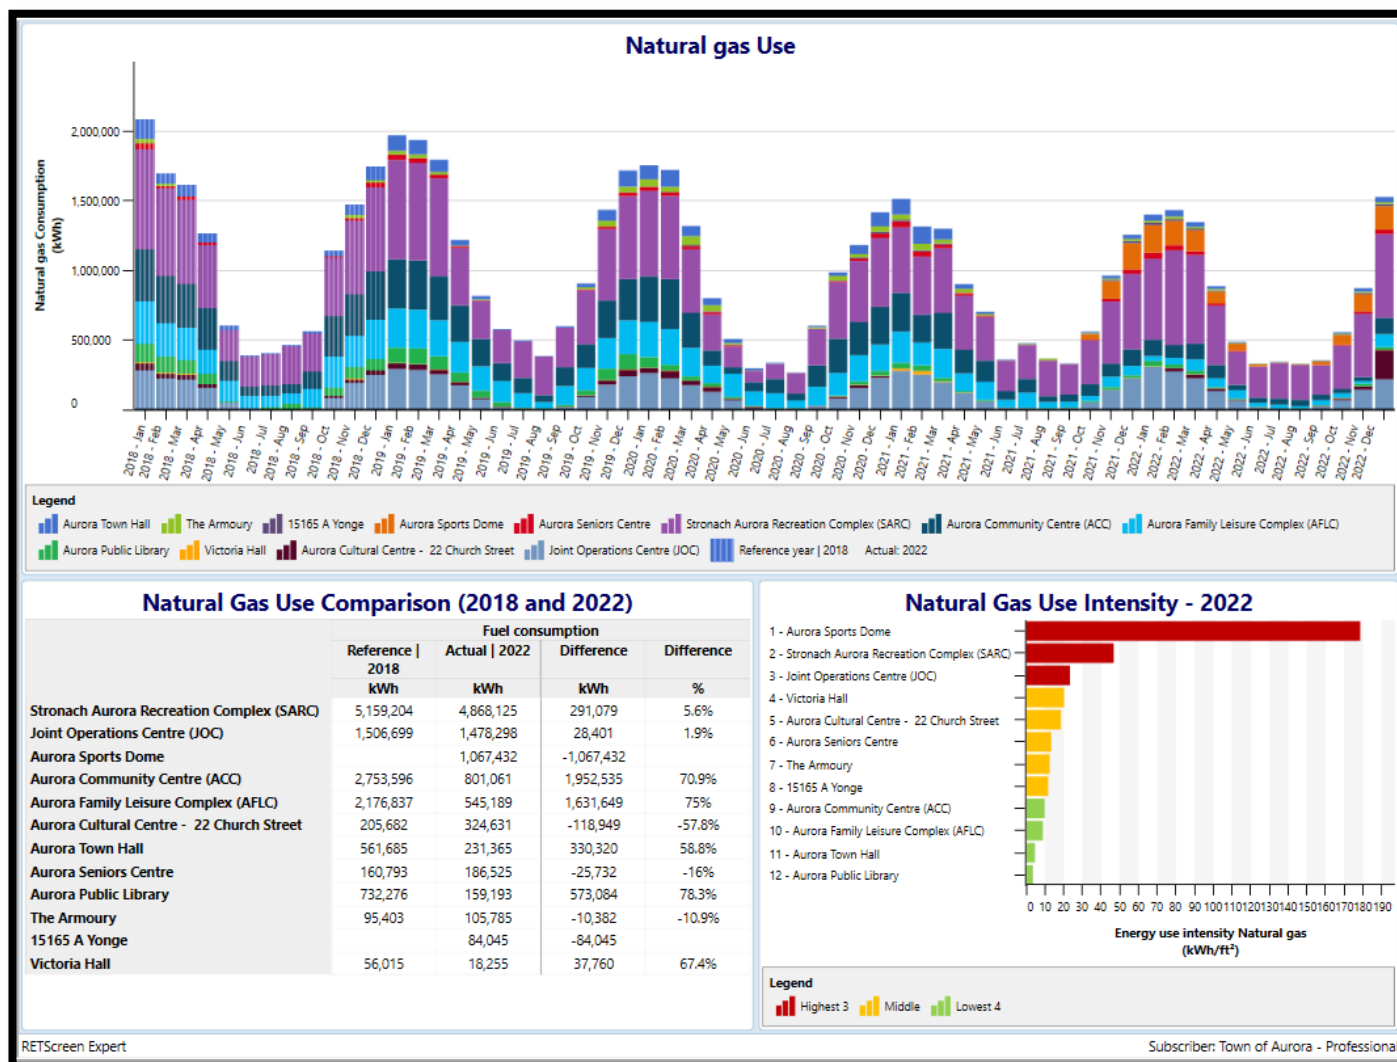 Natural gas Use
Natural gas Consumption
(kWh)
2,000,000
1,500,000
1,000,000
500,000
0
2018 - Jan
2018 - Feb
2018 - Mar
2018 - Apr
2018 - May
2018 - Jun
2018 - Jul
2018 - Aug
2018 - Sep
2018 - Oct
2018 - Nov
2018 - Dec
2019 - Jan
2019 - Feb
2019 - Mar
2019 - Apr
2019 - May
2019 - Jun
2019 - Jul
2019 - Aug
2019 - Sep
2019 - Oct
2019 - Nov
2019 - Dec
2020 - Jan
2020 - Feb
2020 - Mar
2020 - Apr
2020 - May
2020 - Jun
2020 - Jul
2020 - Aug
2020 - Sep
2020 - Oct
2020 - Nov
2020 - Dec
2021 - Jan
2021 - Feb
2021 - Mar
2021 - Apr
2021 - May
2021 - Jun
2021 - Jul
2021 - Aug
2021 - Sep
2021 - Oct
2021 - Nov
2021 - Dec
2022 - Jan
2022 - Feb
2022 - Mar
2022 - Apr
2022 - May
2022 - Jun
2022 - Jul
2022 - Aug
2022 - Sep
2022 - Oct
2022 - Nov
2022 - Dec
Legend
Aurora Town Hall The Armoury 15165 A Yonge Aurora Sports Dome Aurora Seniors Centre Stronach Aurora Recreation Complex (SARC) Aurora Community Centre (ACC) Aurora Family Leisure Complex (AFLC)
Aurora Public Library Victoria Hall Aurora Cultural Centre - 22 Church Street Joint Operations Centre (JOC) Reference year | 2018 Actual: 2022
Natural Gas Use Comparison (2018 and 2022)
Fuel consumption
Reference | 2018 Actual | 2022 Difference Difference
kWh kWh kWh %
Stronach Aurora Recreation Complex (SARC) 5,159,204 4,868,125 291,079 5.6%
Joint Operations Centre (JOC) 1,506,699 1,478,298 28,401 1.9%
Aurora Sports Dome 1,067,432 -1,067,432
Aurora Community Centre (ACC) 2,753,596 801,061 1,952,535 70.9%
Aurora Family Leisure Complex (AFLC) 2,176,837 545,189 1,631,649 75%
Aurora Cultural Centre - 22 Church Street 205,682 324,631 -118,949 -57.8%
Aurora Town Hall 561,685 231,365 330,320 58.8%
Aurora Seniors Centre 160,793 186,525 -25,732 -16%
Aurora Public Library 732,276 159,193 573,084 78.3%
The Armoury 95,403 105,785 -10,382 -10.9%
15165 A Yonge 84,045 -84,045
Victoria Hall 56,015 18,255 37,760 67.4%
Natural Gas Use Intensity - 2022
1 - Aurora Sports Dome
2 - Stronach Aurora Recreation Complex (SARC)
3 - Joint Operations Centre (JOC)
4 - Victoria Hall
5 - Aurora Cultural Centre - 22 Church Street
6 - Aurora Seniors Centre
7 - The Armoury
8 - 15165 A Yonge
9 - Aurora Community Centre (ACC)
10 - Aurora Family Leisure Complex (AFLC)
11 - Aurora Town Hall
12 - Aurora Public Library
0 10 20 30 40 50 60 70 80 90 100 110 120 130 140 150 160 170 180 190
Energy use intensity Natural gas
(kWh/ft²)
Legend
Highest 3 Middle Lowest 4
RETScreen Expert
Subscriber: Town of Aurora - Professional